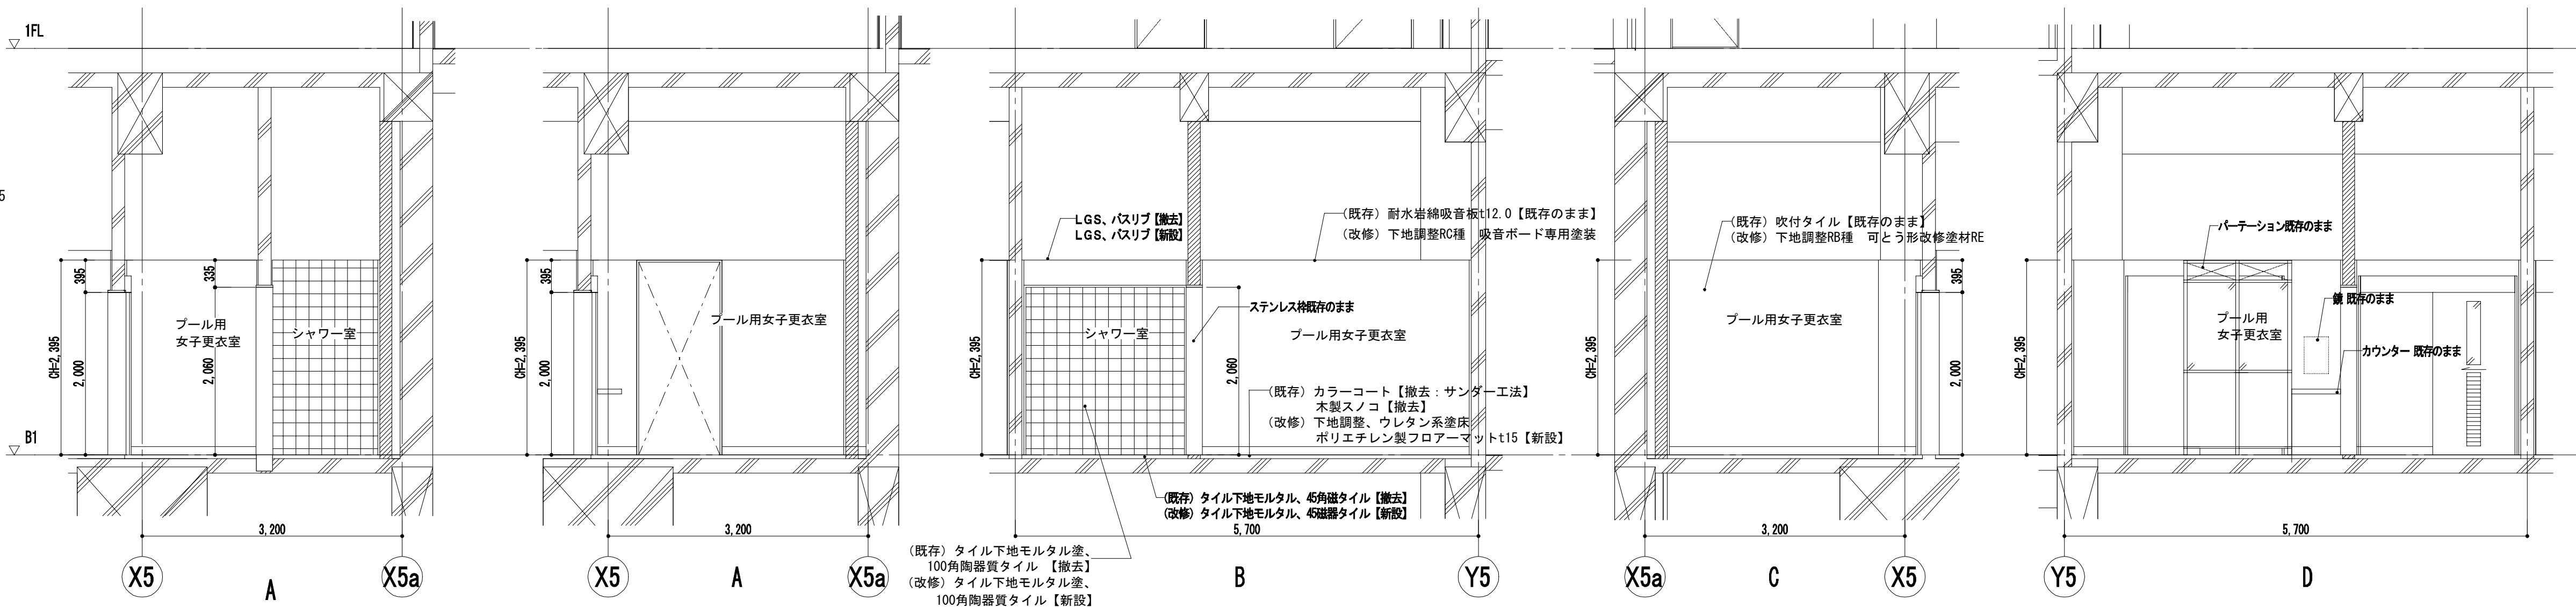 1FL
5
B1
395
335
CH=2,395
2,000
2,060
プール用
女子更衣室
シャワー室
3,200
X5
X5a
A
395
CH=2,395
2,000
プール用女子更衣室
3,200
X5
X5a
A
LGS、バスリブ【撤去】
LGS、バスリブ【新設】
(既存) 耐水岩綿吸音板t12.0【既存のまま】
(改修) 下地調整RC種 吸音ボード専用塗装
ステンレス枠既存のまま
シャワー室
プール用女子更衣室
CH=2,395
2,060
(既存) カラーコート【撤去:サンダー工法】
木製スノコ【撤去】
(改修) 下地調整、ウレタン系塗床
ポリエチレン製フロアーマットt15【新設】
(既存) タイル下地モルタル、45角磁タイル【撤去】
(改修) タイル下地モルタル、45磁器タイル【新設】
5,700
(既存) タイル下地モルタル塗、
100角陶器質タイル 【撤去】
(改修) タイル下地モルタル塗、
100角陶器質タイル【新設】
B
Y5
(既存) 吹付タイル【既存のまま】
(改修) 下地調整RB種 可とう形改修塗材RE
プール用女子更衣室
CH=2,395
395
2,000
3,200
X5a
C
X5
パーテーション既存のまま
鏡 既存のまま
プール用
女子更衣室
カウンター 既存のまま
CH=2,395
5,700
Y5
D